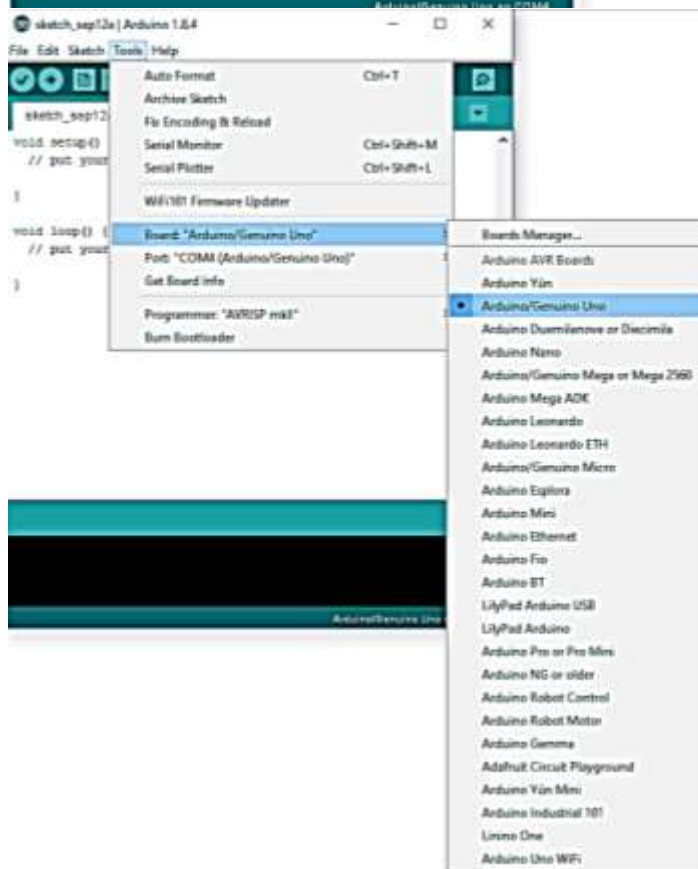 Arduino/Genuino Uno on COM4
sketch_sep12a | Arduino 1.8.4
File Edit Sketch Tools Help
sketch_sep12
void setup()
// put your
}
void loop() {
// put your
}
Auto Format Ctrl+T
Archive Sketch
Fix Encoding & Reload
Serial Monitor Ctrl+Shift+M
Serial Plotter Ctrl+Shift+L
WiFi101 Firmware Updater
Board: "Arduino/Genuino Uno"
Port: "COM4 (Arduino/Genuino Uno)"
Get Board Info
Programmer: "AVRISP mkII"
Burn Bootloader
Boards Manager...
Arduino AVR Boards
Arduino Yún
Arduino/Genuino Uno
Arduino Duemilanove or Diecimila
Arduino Nano
Arduino/Genuino Mega or Mega 2560
Arduino Mega ADK
Arduino Leonardo
Arduino Leonardo ETH
Arduino/Genuino Micro
Arduino Esplora
Arduino Mini
Arduino Ethernet
Arduino Fio
Arduino BT
LilyPad Arduino USB
LilyPad Arduino
Arduino Pro or Pro Mini
Arduino NG or older
Arduino Robot Control
Arduino Robot Motor
Arduino Gemma
Adafruit Circuit Playground
Arduino Yún Mini
Arduino Industrial 101
Linino One
Arduino Uno WiFi
Arduino/Genuino Uno